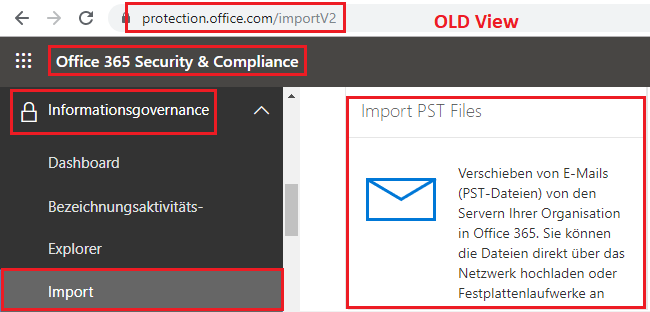 protection.office.com/importV2
OLD View
Office 365 Security & Compliance
Informationsgovernance
Dashboard
Bezeichnungsaktivitäts-
Explorer
Import
Import PST Files
Verschieben von E-Mails
(PST-Dateien) von den
Servern Ihrer Organisation
in Office 365. Sie können
die Dateien direkt über das
Netzwerk hochladen oder
Festplattenlaufwerke an